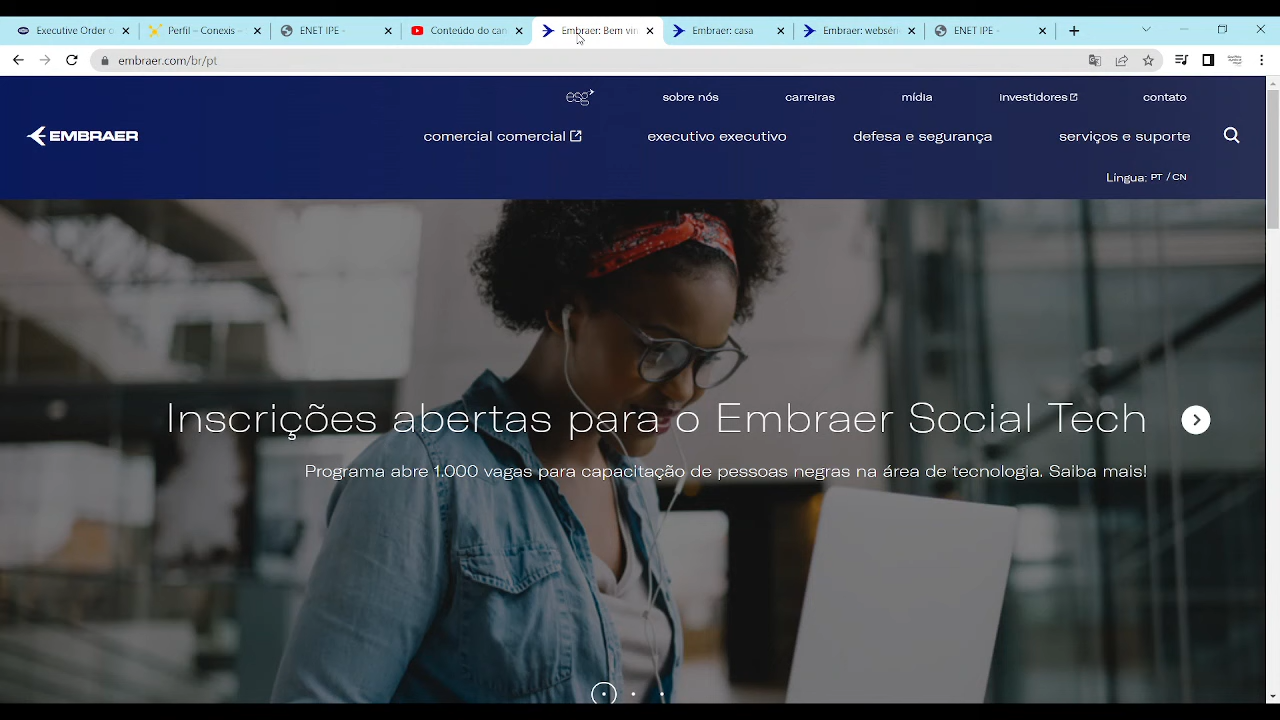 Executive Order o
Perfil – Conexis –
ENET IPE -
Conteúdo do can
Embraer: Bem vin
Embraer: casa
Embraer: websérie
ENET IPE -
embraer.com/br/pt
esg
sobre nós
carreiras
mídia
investidores
contato
EMBRAER
comercial comercial
executivo executivo
defesa e segurança
serviços e suporte
Língua: PT / CN
Inscrições abertas para o Embraer Social Tech
Programa abre 1.000 vagas para capacitação de pessoas negras na área de tecnologia. Saiba mais!